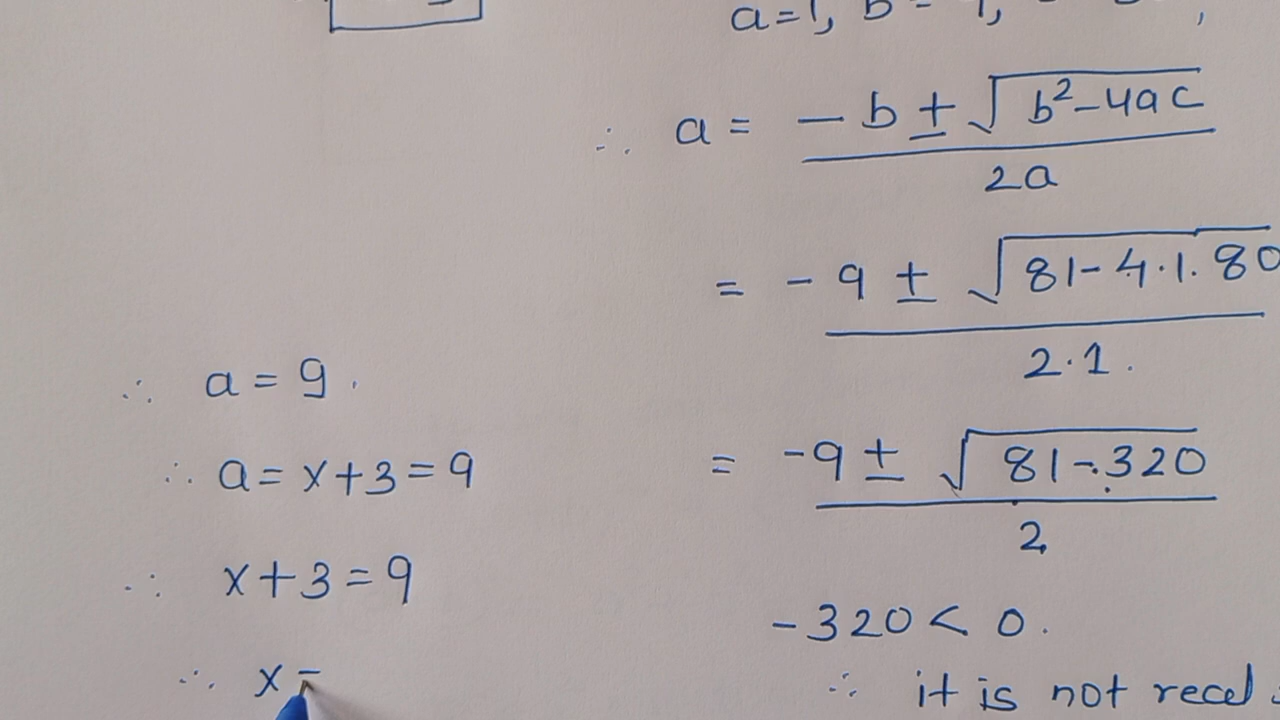 a=1, b = 9,
∴ a = (-b ± √(b²-4ac)) / 2a
= (-9 ± √(81-4·1·80)) / 2·1.
= (-9 ± √(81-320)) / 2
-320 < 0.
∴ it is not real
∴ a = 9.
∴ a = x+3 = 9
∴ x+3 = 9
∴ x =